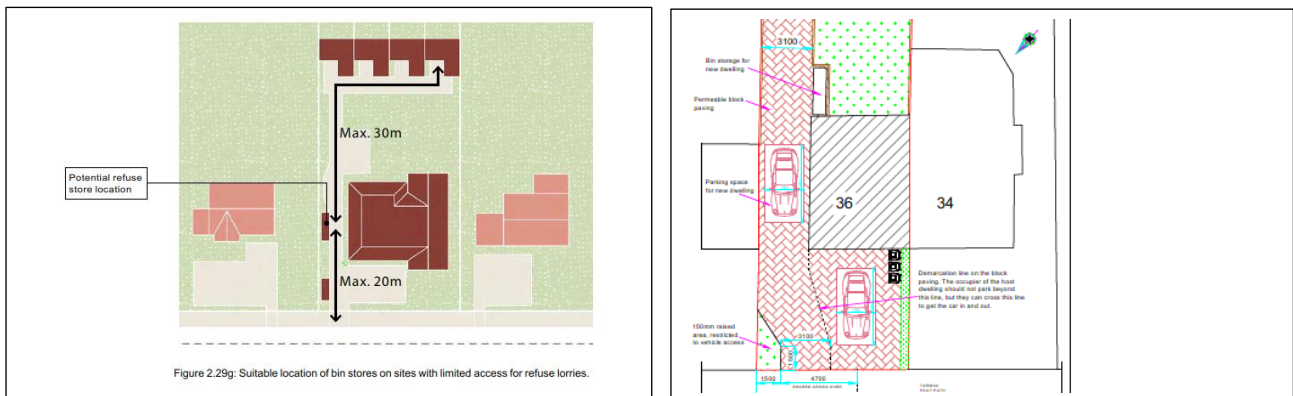 Max. 30m
Potential refuse
store location
Max. 20m
Figure 2.29g: Suitable location of bin stores on sites with limited access for refuse lorries.
3100
Bin storage for
new dwelling
Permeable block
paving
Parking space
for new dwelling
36
34
Demarcation line on the block
paving. The occupier of the host
dwelling should not park beyond
this line, but they can cross this line
to get the car in and out.
150mm raised
area, restricted
to vehicle access
3100
1500
1500
4700
TARMAC
FOOTPATH